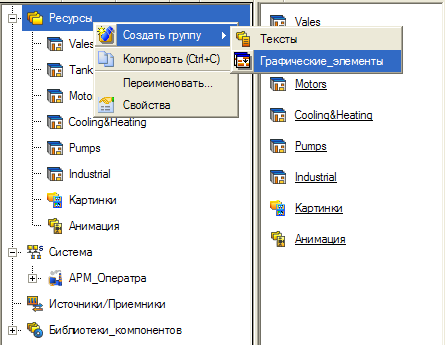 Ресурсы
Vales
Tank
Moto
Cooling&Heating
Pumps
Industrial
Картинки
Анимация
Система
АРМ_Оператра
Источники/Приемники
Библиотеки_компонентов
Создать группу
Копировать (Ctrl+C)
Переименовать...
Свойства
Тексты
Графические_элементы
Vales
Motors
Cooling&Heating
Pumps
Industrial
Картинки
Анимация